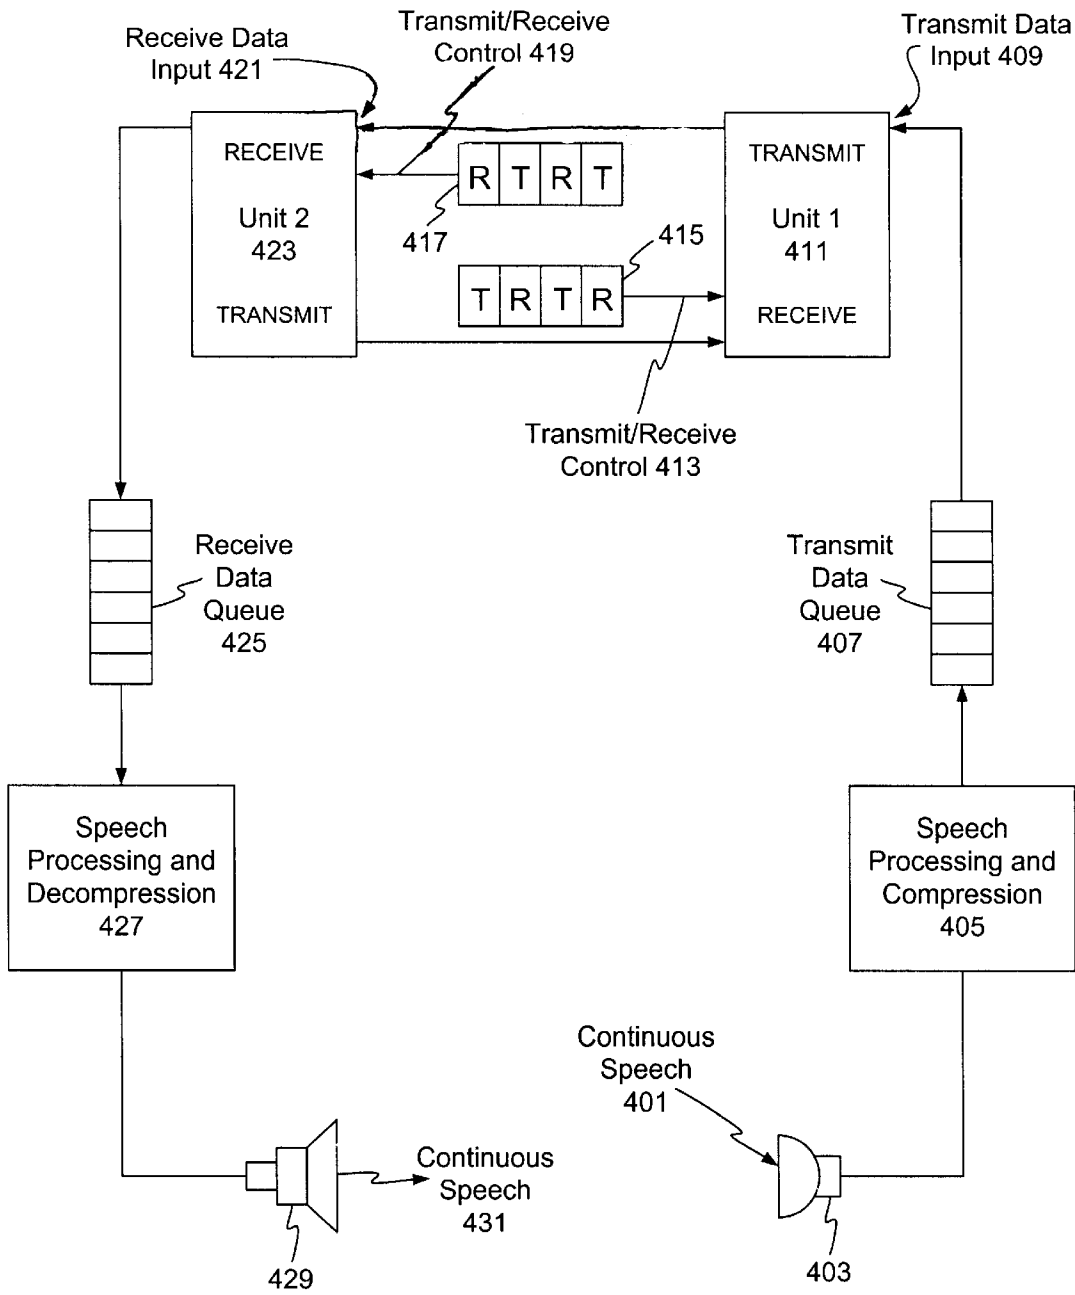 Transmit/Receive
Control 419
Receive Data
Input 421
Transmit Data
Input 409
RECEIVE
Unit 2
423
TRANSMIT
R T R T
417
415
T R T R
TRANSMIT
Unit 1
411
RECEIVE
Transmit/Receive
Control 413
Receive
Data
Queue
425
Transmit
Data
Queue
407
Speech
Processing and
Decompression
427
Speech
Processing and
Compression
405
Continuous
Speech
401
Continuous
Speech
431
429
403